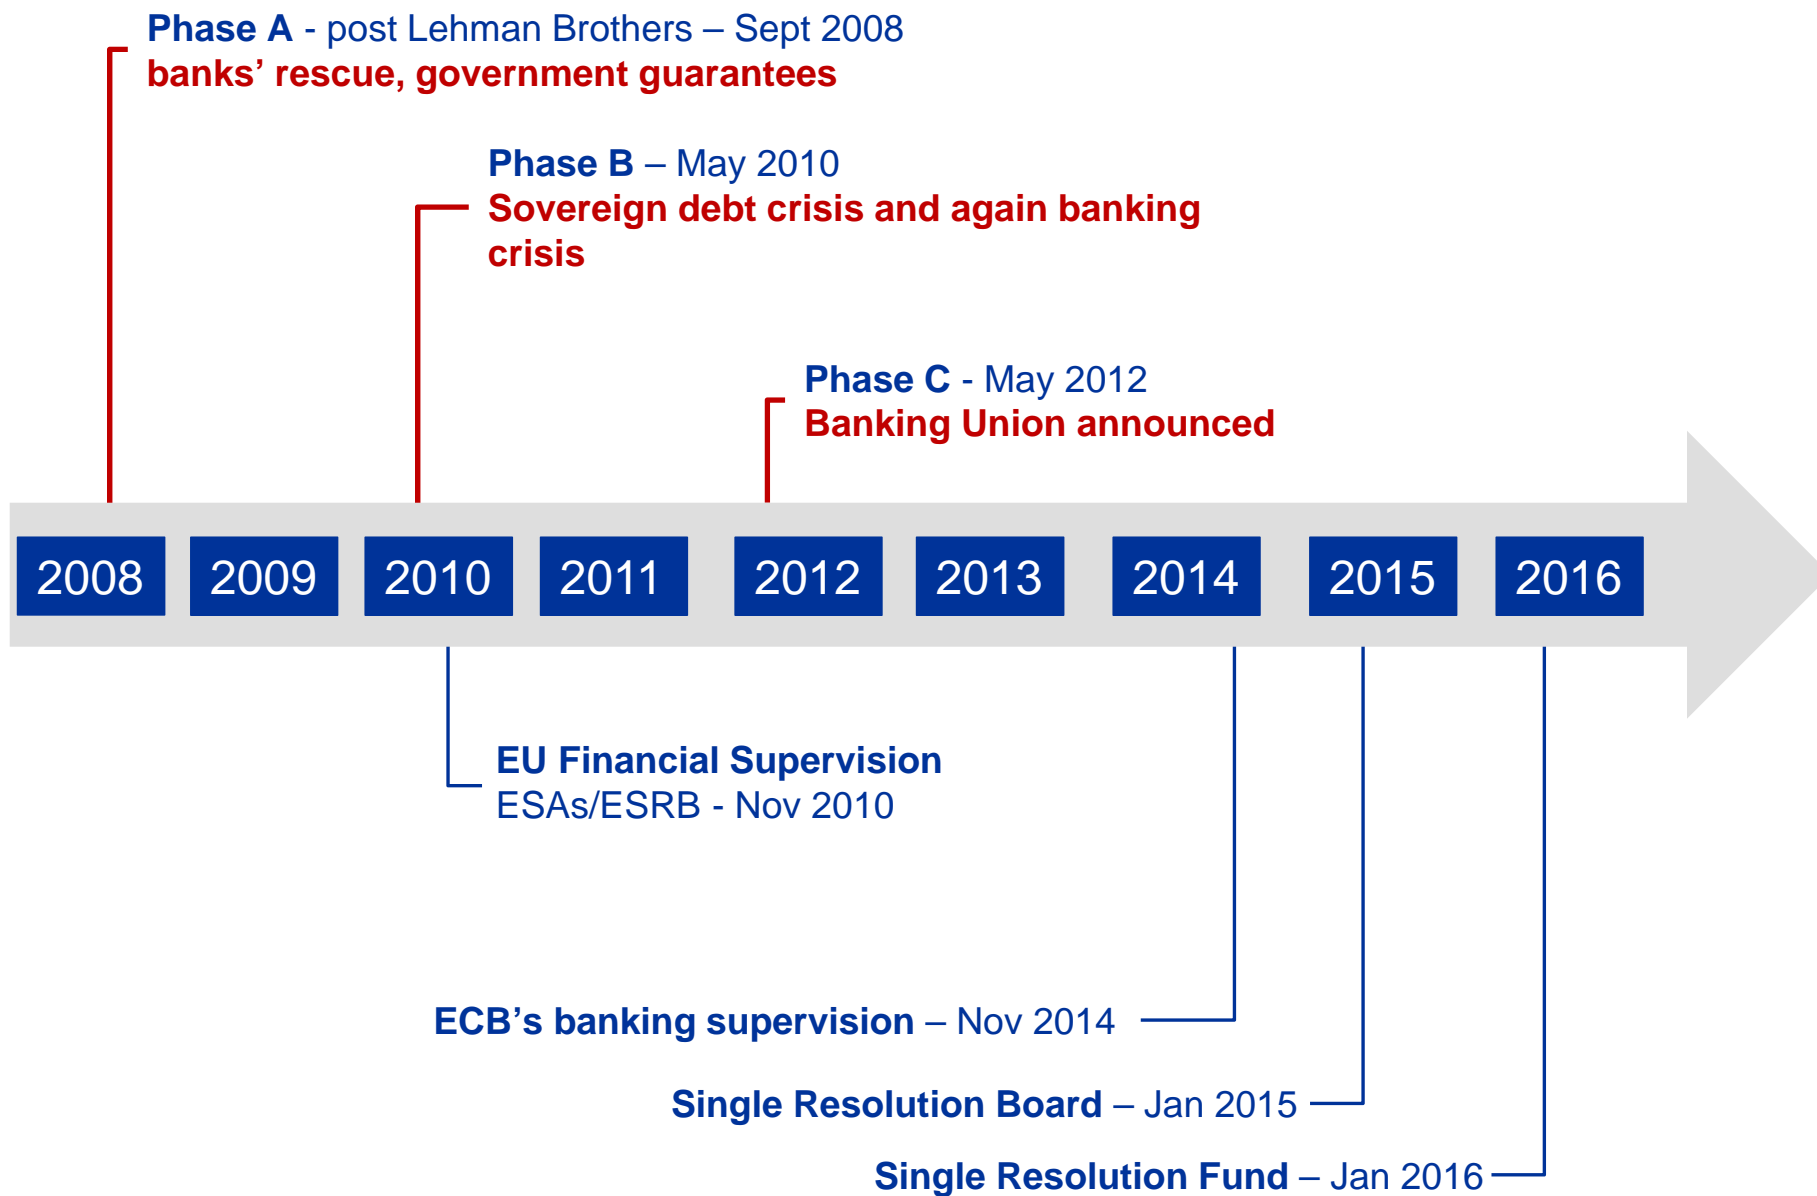 Phase A - post Lehman Brothers – Sept 2008
banks’ rescue, government guarantees
Phase B – May 2010
Sovereign debt crisis and again banking
crisis
Phase C - May 2012
Banking Union announced
2008 2009 2010 2011 2012 2013 2014 2015 2016
EU Financial Supervision
ESAs/ESRB - Nov 2010
ECB’s banking supervision – Nov 2014
Single Resolution Board – Jan 2015
Single Resolution Fund – Jan 2016